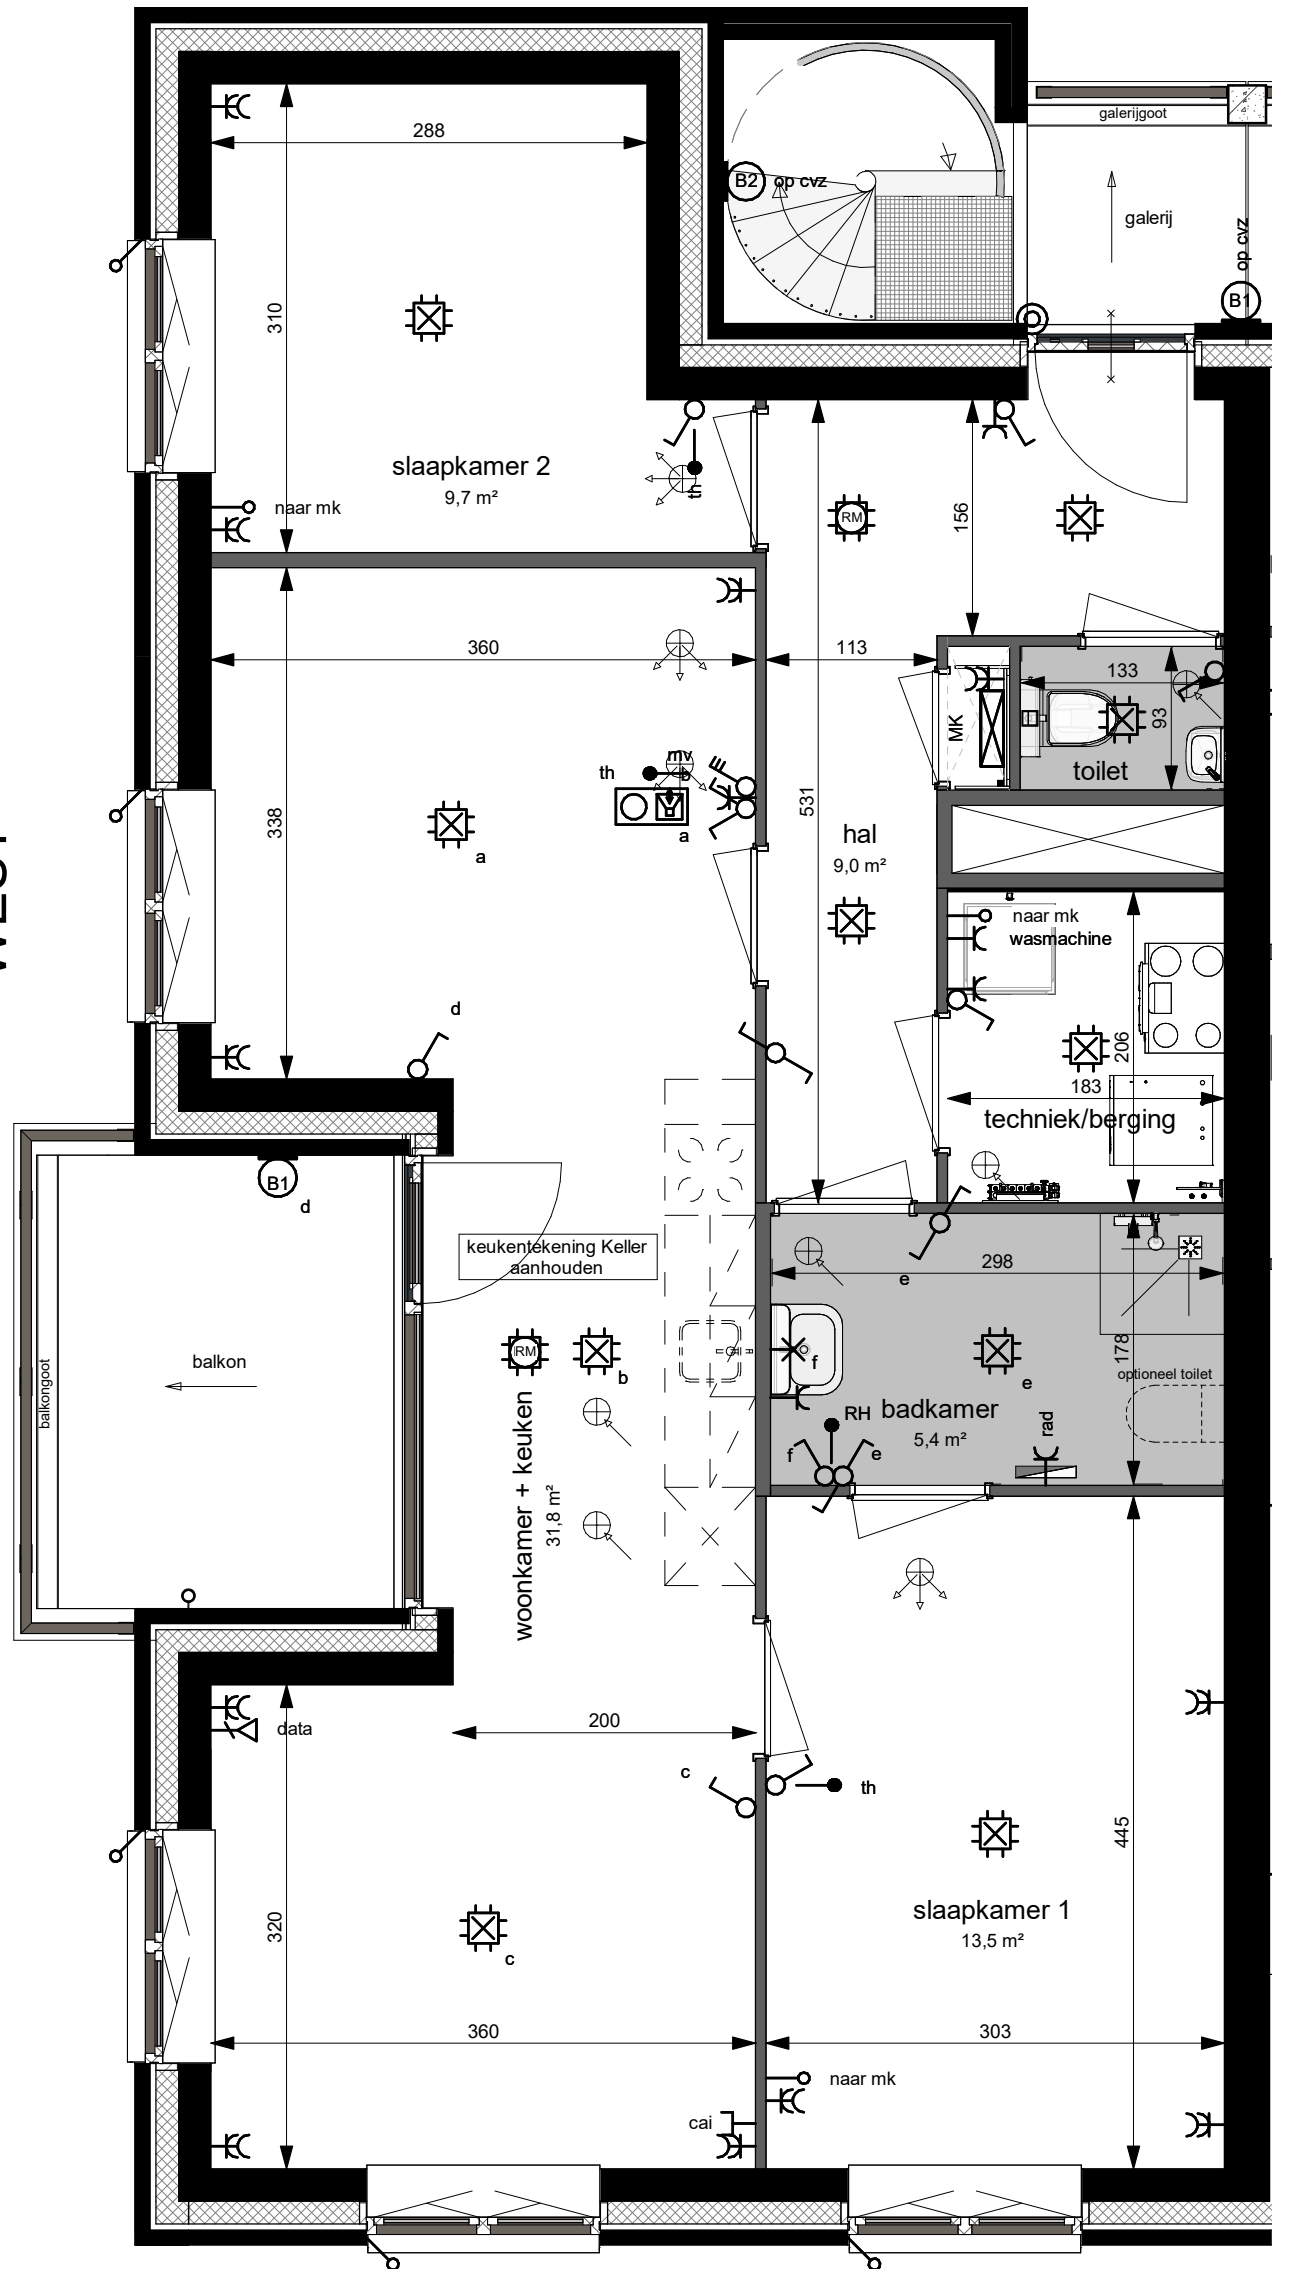 galerijgoot
288
B2 op cvz
galerij
op cvz
B1
310
slaapkamer 2
9,7 m²
th
naar mk
RM
156
360
113
133
93
MK
toilet
mv
th
a
338
a
531
hal
9,0 m²
naar mk
wasmachine
d
206
183
techniek/berging
B1
d
keukentekening Keller
aanhouden
298
e
balkon
balkongoot
RM
b
f
178
optioneel toilet
e
woonkamer + keuken
31,8 m²
RH
badkamer
5,4 m²
f
e
rad
data
200
c
th
445
320
c
slaapkamer 1
13,5 m²
360
303
naar mk
cai